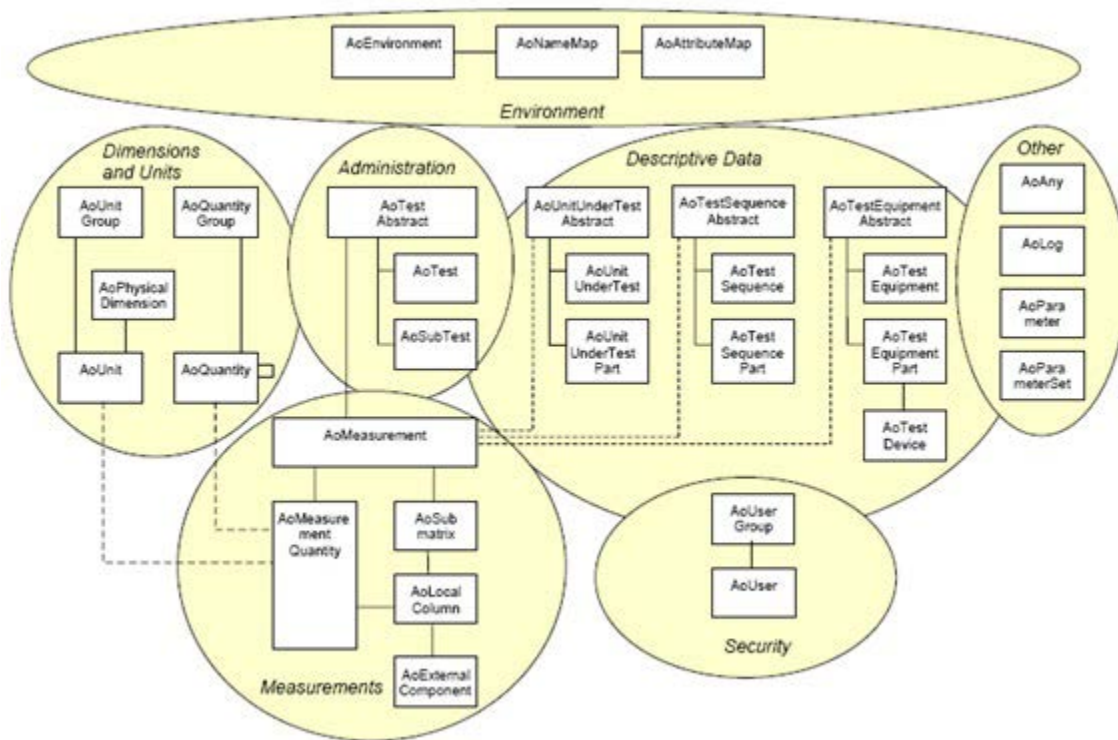 AoEnvironment
AoNameMap
AoAttributeMap
Environment
Dimensions
and Units
AoUnit
Group
AoQuantity
Group
AoPhysical
Dimension
AoUnit
AoQuantity
Administration
AoTest
Abstract
AoTest
AoSubTest
Descriptive Data
AoUnitUnderTest
Abstract
AoUnit
UnderTest
AoUnit
UnderTest
Part
AoTestSequence
Abstract
AoTest
Sequence
AoTest
Sequence
Part
AoTestEquipment
Abstract
AoTest
Equipment
AoTest
Equipment
Part
AoTest
Device
Other
AoAny
AoLog
AoPara
meter
AoPara
meterSet
AoMeasurement
AoMeasure
ment
Quantity
AoSub
matrix
AoLocal
Column
AoExternal
Component
Measurements
AoUser
Group
AoUser
Security